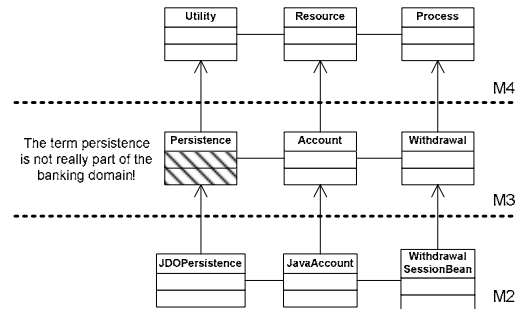 Utility
Resource
Process
M4
The term persistence
is not really part of the
banking domain!
Persistence
Account
Withdrawal
M3
JDOPersistence
JavaAccount
Withdrawal
SessionBean
M2